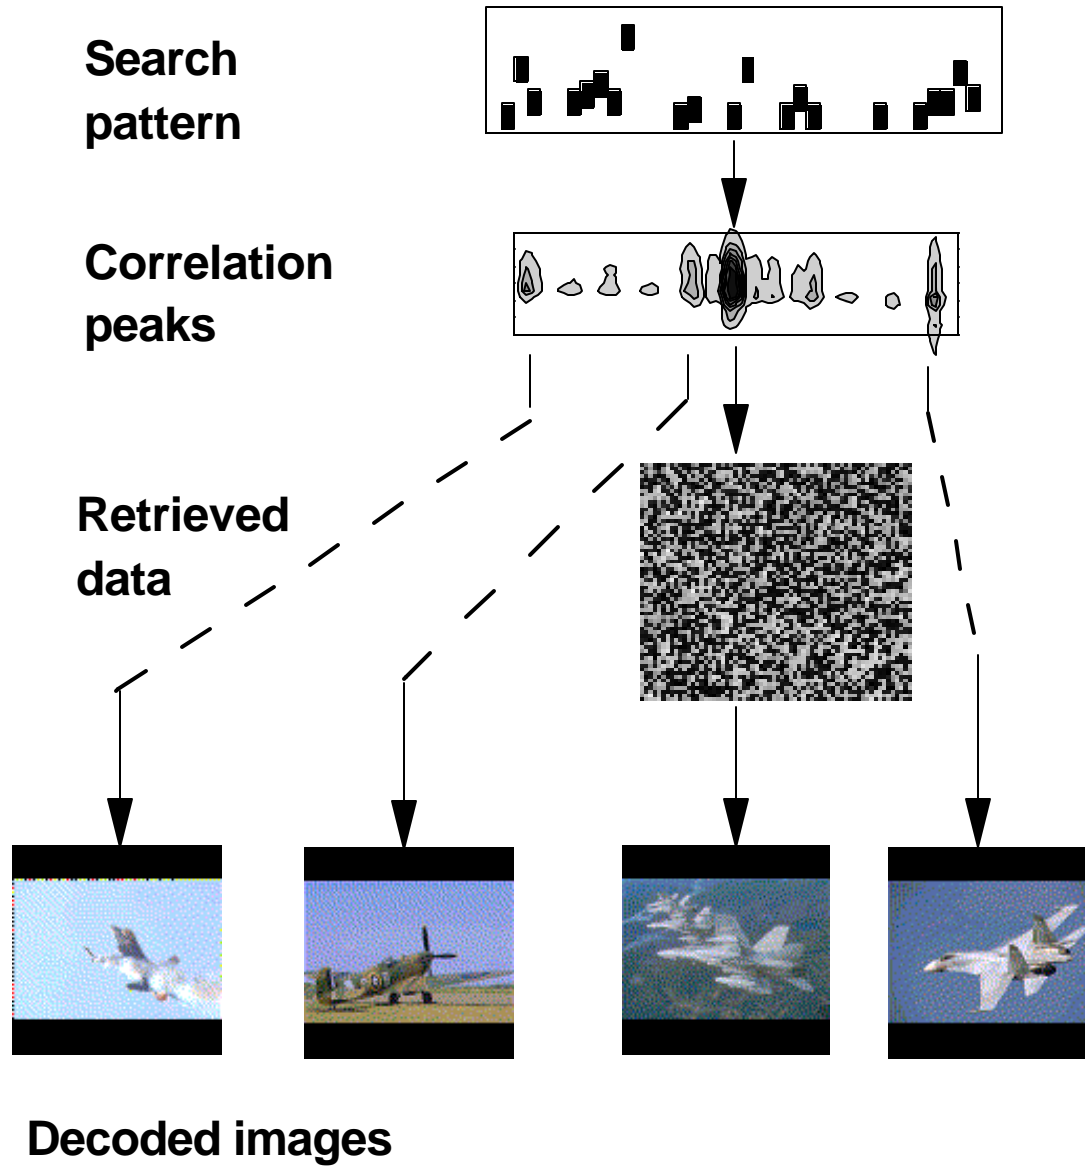 Search
pattern
Correlation
peaks
Retrieved
data
Decoded images